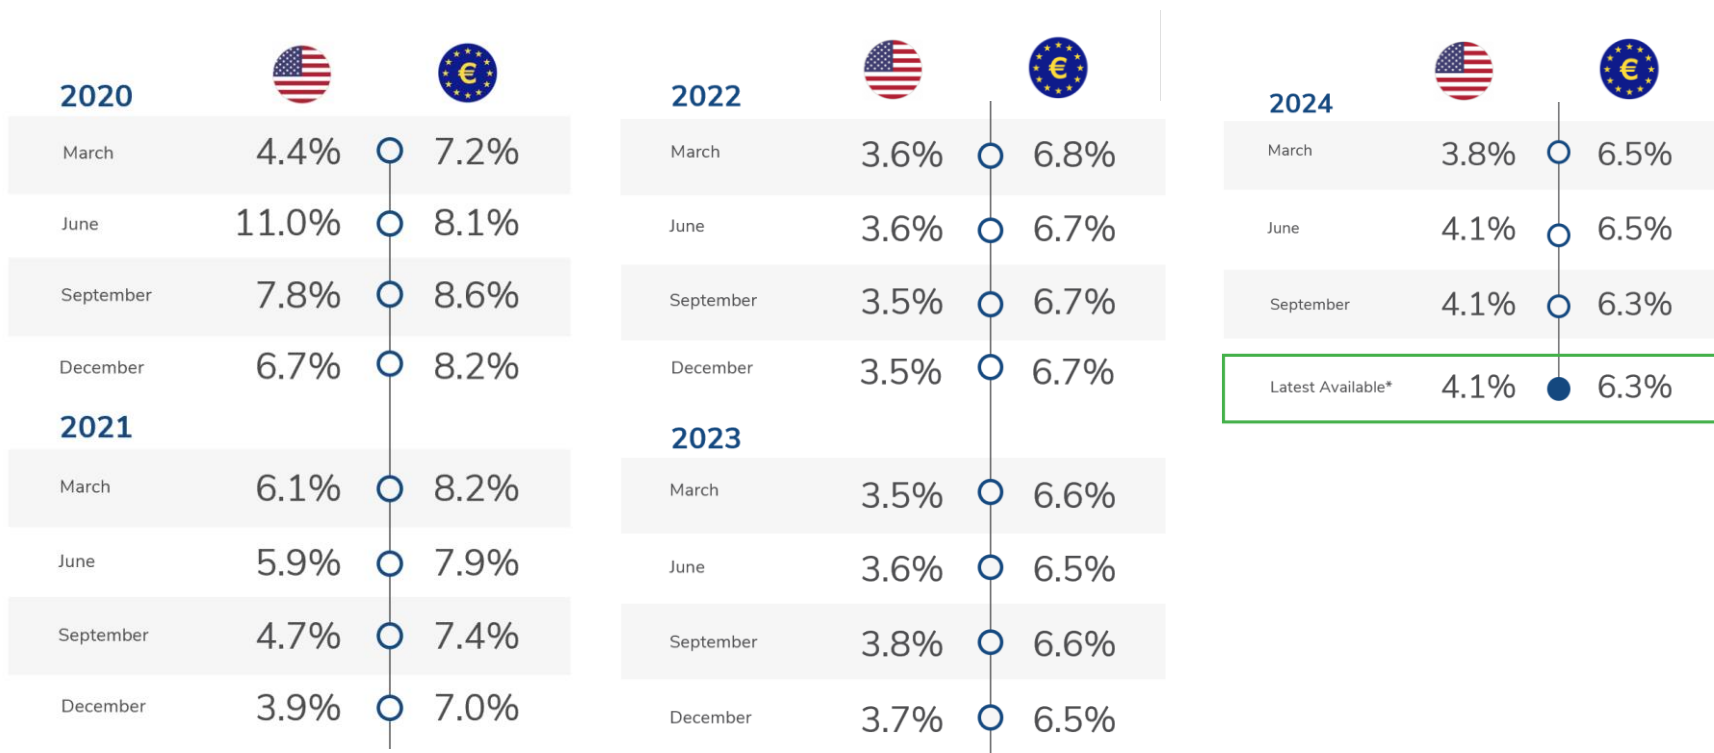 2020
€
March 4.4% 7.2%
June 11.0% 8.1%
September 7.8% 8.6%
December 6.7% 8.2%
2021
March 6.1% 8.2%
June 5.9% 7.9%
September 4.7% 7.4%
December 3.9% 7.0%
2022
€
March 3.6% 6.8%
June 3.6% 6.7%
September 3.5% 6.7%
December 3.5% 6.7%
2023
March 3.5% 6.6%
June 3.6% 6.5%
September 3.8% 6.6%
December 3.7% 6.5%
2024
€
March 3.8% 6.5%
June 4.1% 6.5%
September 4.1% 6.3%
Latest Available* 4.1% 6.3%